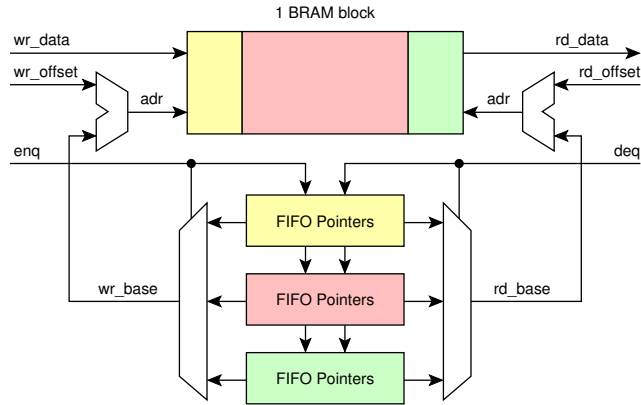 1 BRAM block
wr_data
rd_data
wr_offset
rd_offset
adr
adr
enq
deq
FIFO Pointers
wr_base
FIFO Pointers
rd_base
FIFO Pointers